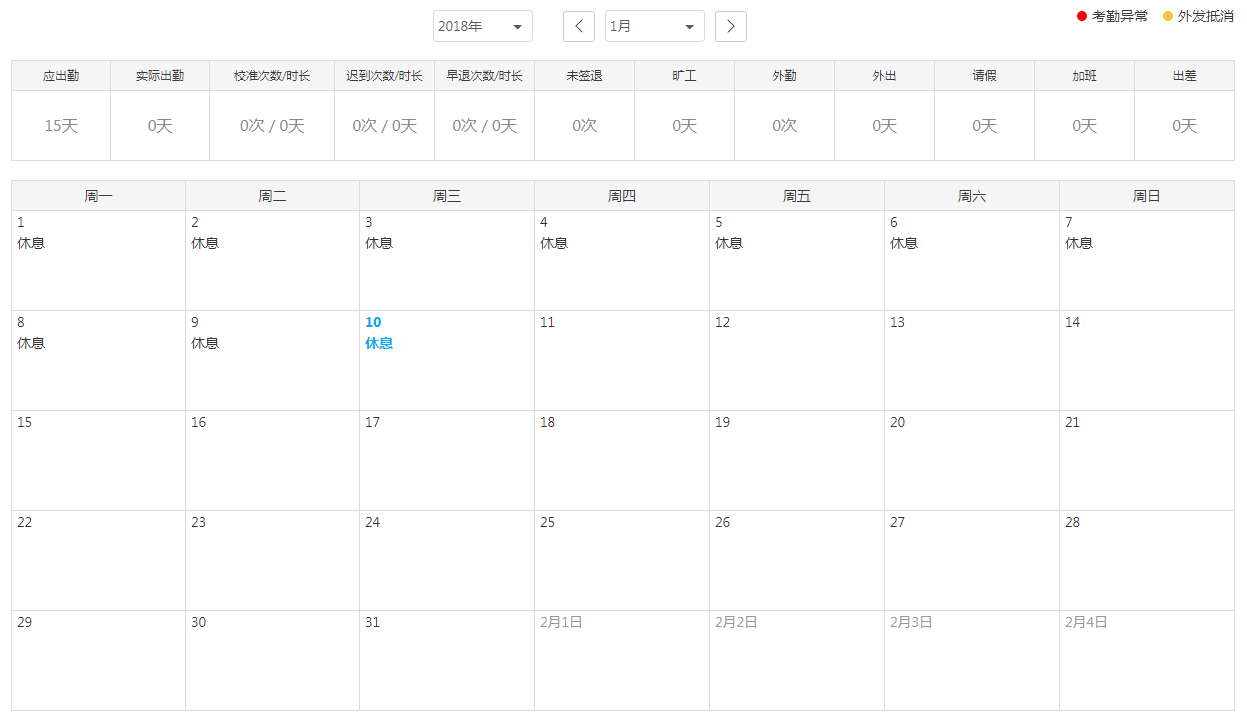 2018年 1月 考勤异常 外发抵消
应出勤 实际出勤 校准次数/时长 迟到次数/时长 早退次数/时长 未签退 旷工 外勤 外出 请假 加班 出差
15天 0天 0次 / 0天 0次 / 0天 0次 / 0天 0次 0天 0次 0天 0天 0天 0天
周一 周二 周三 周四 周五 周六 周日
1 2 3 4 5 6 7
休息 休息 休息 休息 休息 休息 休息
8 9 10 11 12 13 14
休息 休息 休息
15 16 17 18 19 20 21
22 23 24 25 26 27 28
29 30 31 2月1日 2月2日 2月3日 2月4日